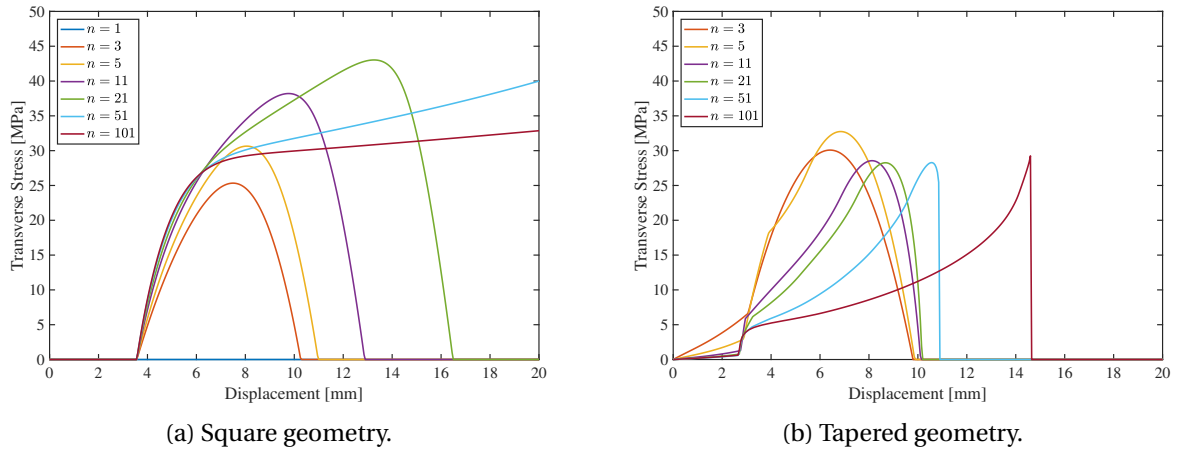 50
45
40
35
30
25
20
15
10
5
0
Transverse Stress [MPa]
n = 1
n = 3
n = 5
n = 11
n = 21
n = 51
n = 101
0 2 4 6 8 10 12 14 16 18 20
Displacement [mm]
(a) Square geometry.
50
45
40
35
30
25
20
15
10
5
0
Transverse Stress [MPa]
n = 3
n = 5
n = 11
n = 21
n = 51
n = 101
0 2 4 6 8 10 12 14 16 18 20
Displacement [mm]
(b) Tapered geometry.